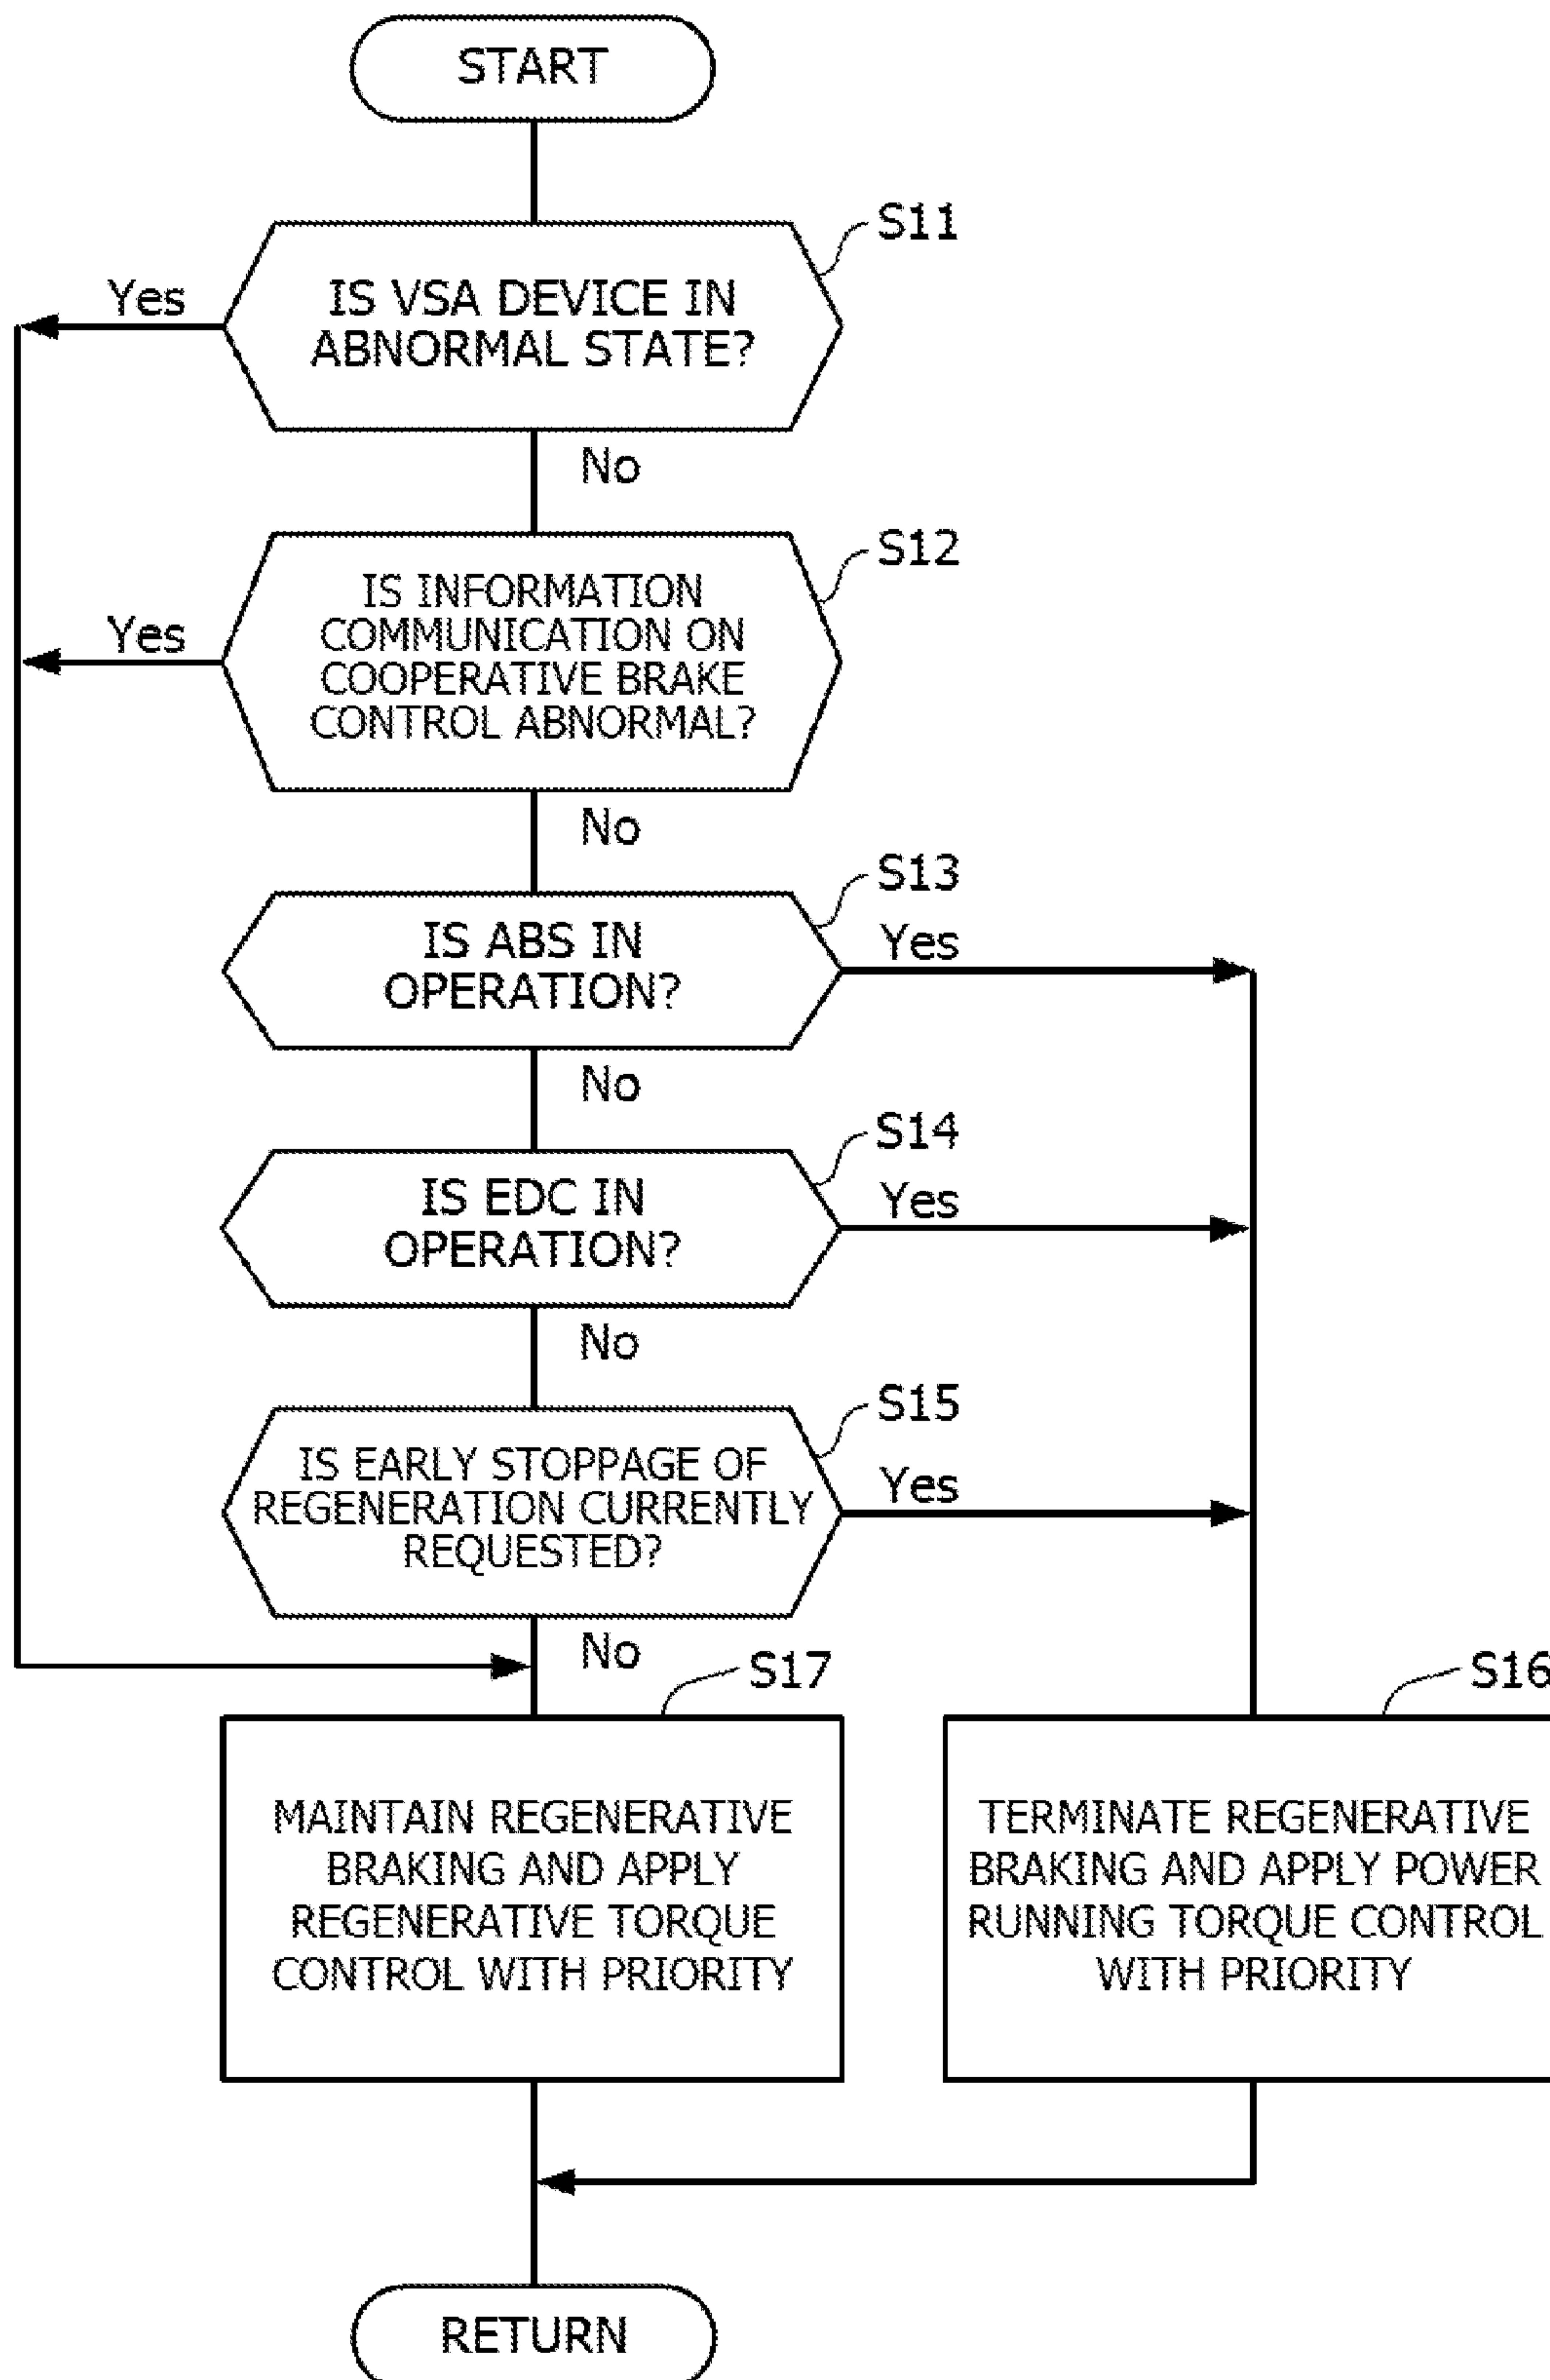 START
S11
IS VSA DEVICE IN
ABNORMAL STATE?
Yes
No
S12
IS INFORMATION
COMMUNICATION ON
COOPERATIVE BRAKE
CONTROL ABNORMAL?
Yes
No
S13
IS ABS IN
OPERATION?
Yes
No
S14
IS EDC IN
OPERATION?
Yes
No
S15
IS EARLY STOPPAGE OF
REGENERATION CURRENTLY
REQUESTED?
Yes
No
S17
MAINTAIN REGENERATIVE
BRAKING AND APPLY
REGENERATIVE TORQUE
CONTROL WITH PRIORITY
S16
TERMINATE REGENERATIVE
BRAKING AND APPLY POWER
RUNNING TORQUE CONTROL
WITH PRIORITY
RETURN